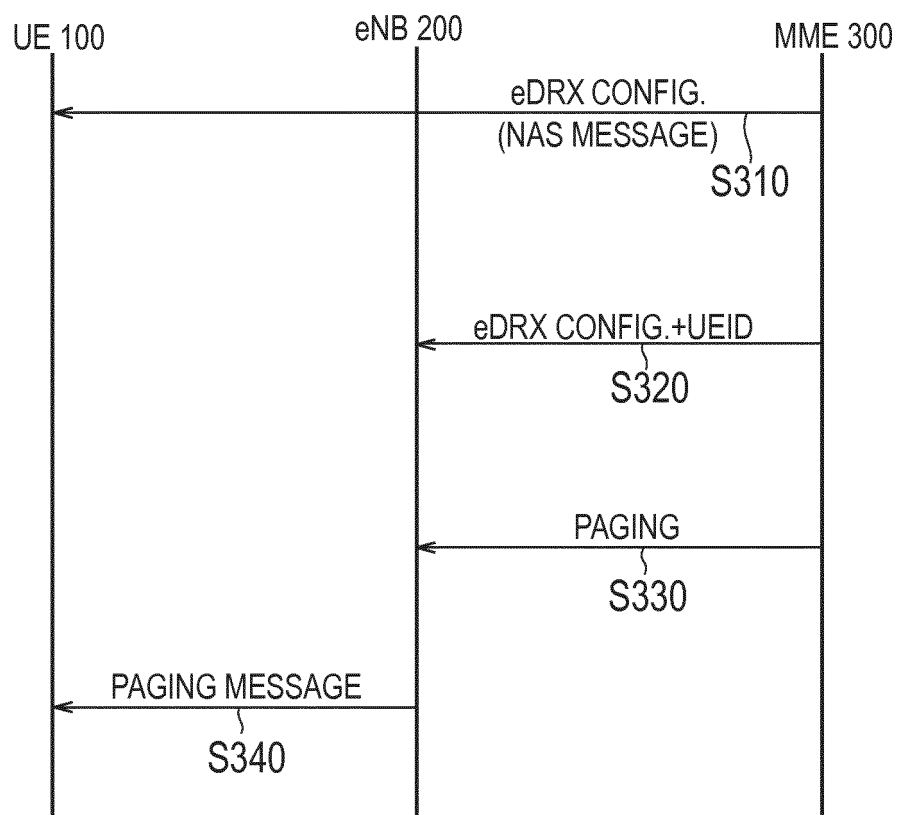 UE 100
eNB 200
MME 300
eDRX CONFIG.
(NAS MESSAGE)
S310
eDRX CONFIG.+UEID
S320
PAGING
S330
PAGING MESSAGE
S340